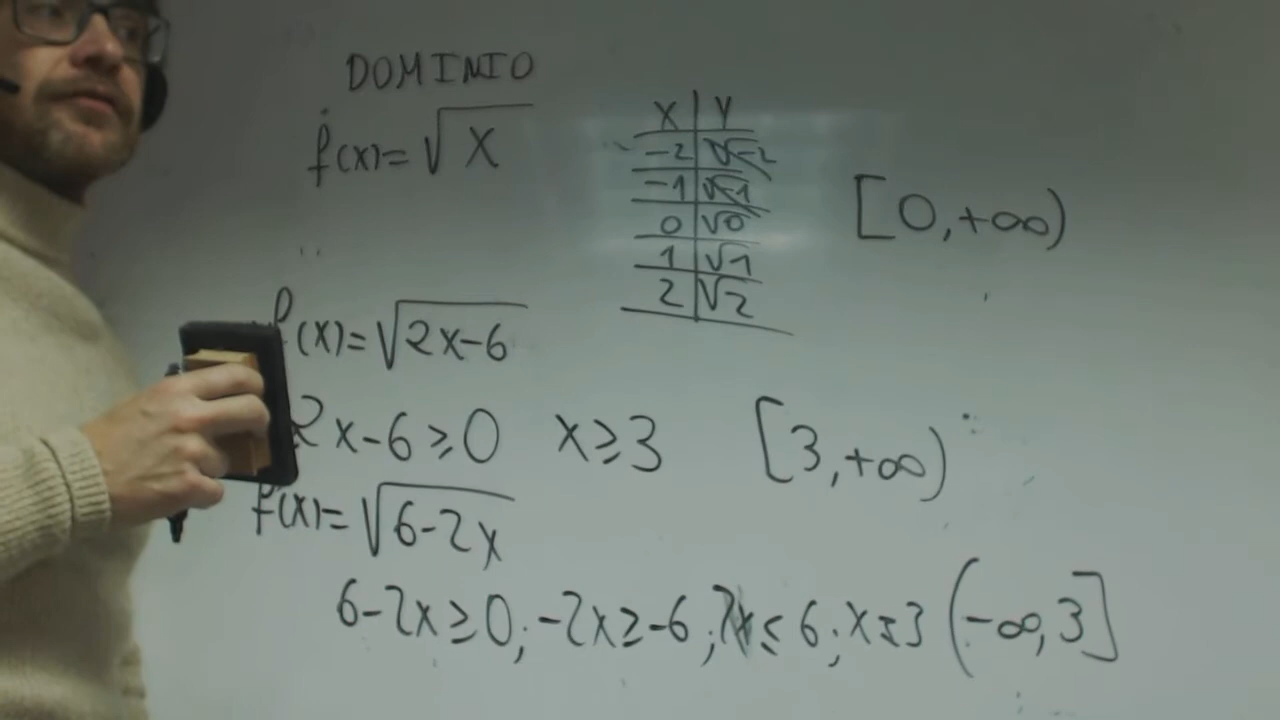 DOMINIO
f(x)=√x
X Y
-2 √-2
-1 √-1
0 √0
1 √1
2 √2
[0,+∞)
f(x)=√2x-6
2x-6≥0 x≥3 [3,+∞)
f(x)=√6-2x
6-2x≥0; -2x≥-6; 2x≤6; x≤3 (-∞,3]